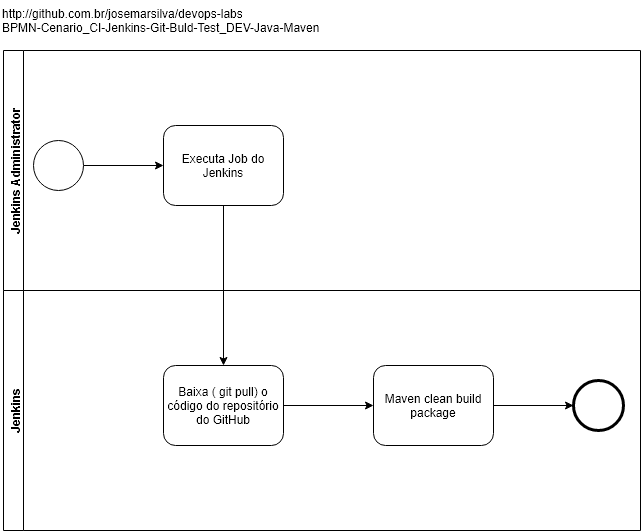 http://github.com.br/josemarsilva/devops-labs
BPMN-Cenario_CI-Jenkins-Git-Buld-Test_DEV-Java-Maven
Jenkins Administrator
Executa Job do
Jenkins
Jenkins
Baixa ( git pull) o
código do repositório
do GitHub
Maven clean build
package